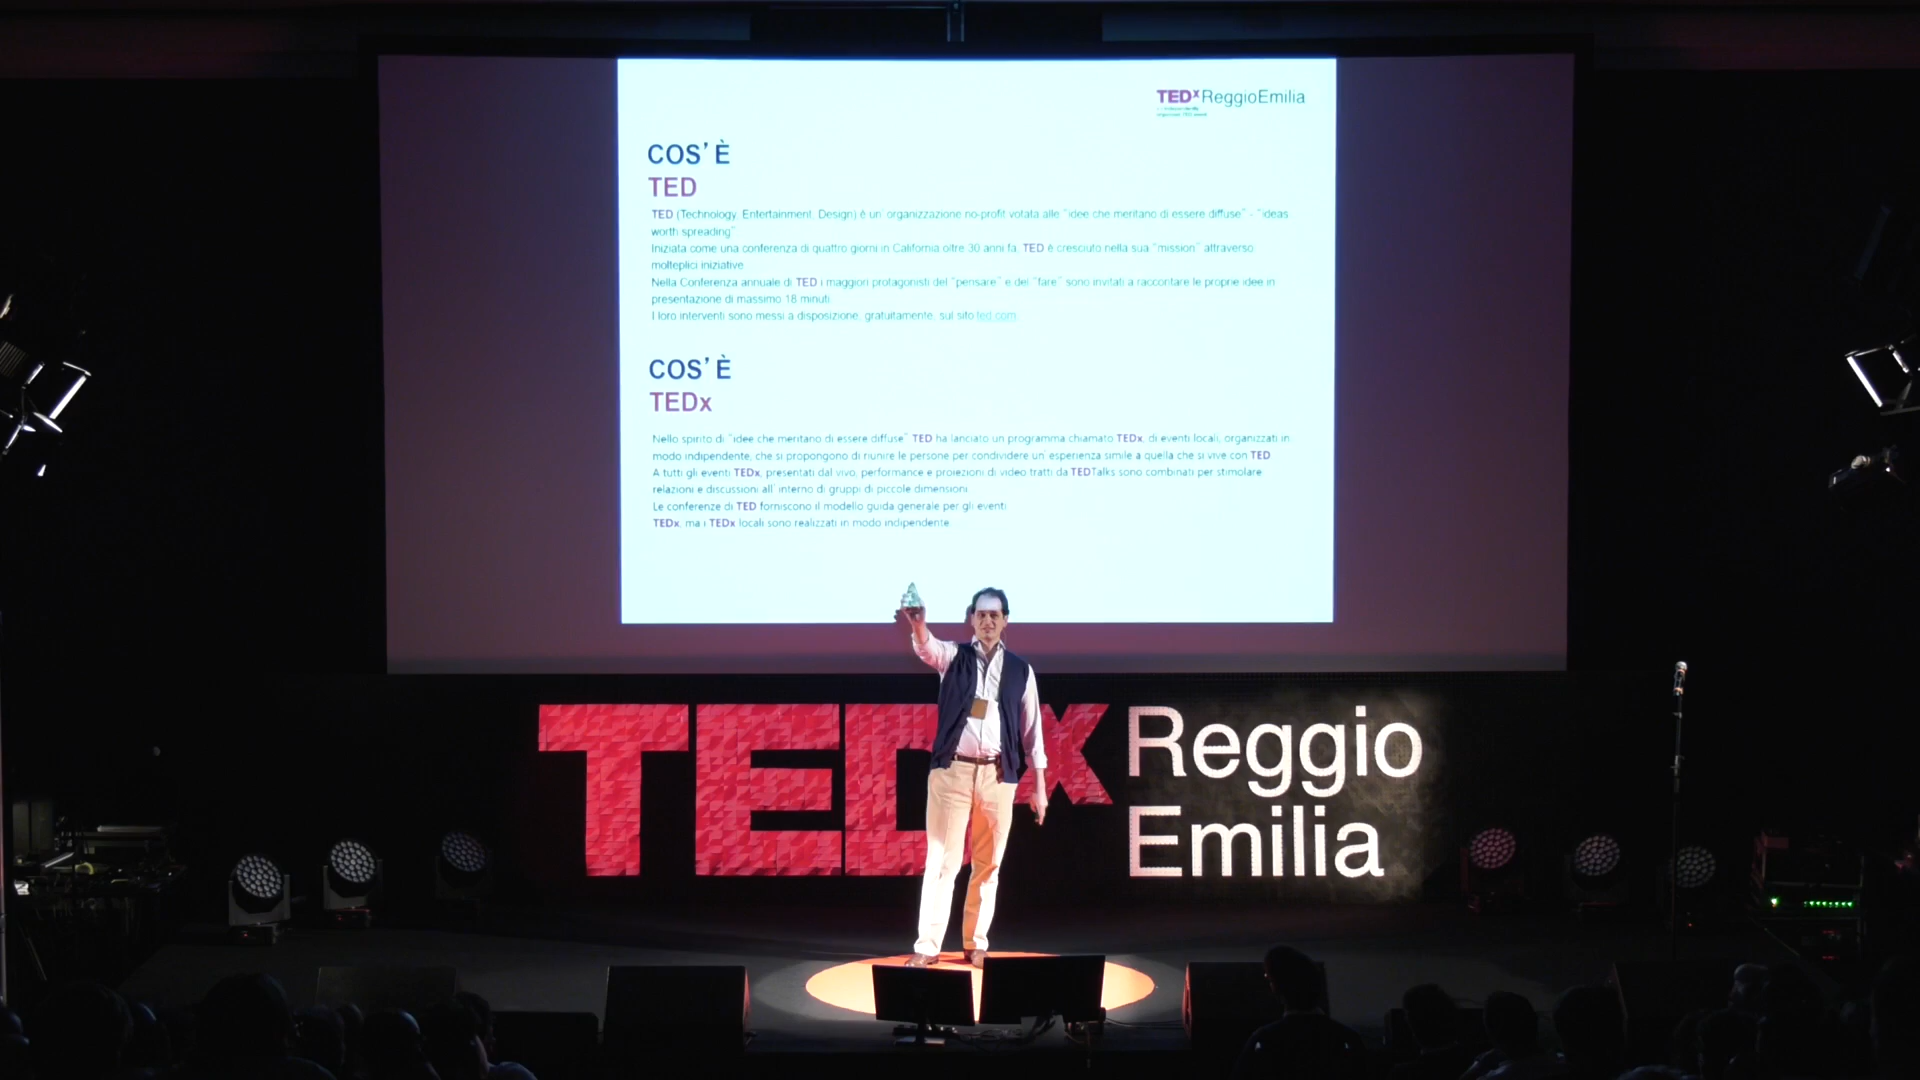 TEDxReggioEmilia
organized TED event
COS' È
TED
TED (Technology, Entertainment, Design) è un' organizzazione no-profit votata alle "idee che meritano di essere diffuse" - "ideas
worth spreading"
Iniziata come una conferenza di quattro giorni in California oltre 30 anni fa, TED è cresciuto nella sua "mission" attraverso
molteplici iniziative.
Nella Conferenza annuale di TED i maggiori protagonisti del "pensare" e del "fare" sono invitati a raccontare le proprie idee in
presentazione di massimo 18 minuti.
I loro interventi sono messi a disposizione, gratuitamente, sul sito ted.com
COS' È
TEDx
Nello spirito di "idee che meritano di essere diffuse" TED ha lanciato un programma chiamato TEDx, di eventi locali, organizzati in
modo indipendente, che si propongono di riunire le persone per condividere un' esperienza simile a quella che si vive con TED
A tutti gli eventi TEDx, presentati dal vivo, performance e proiezioni di video tratti da TEDTalks sono combinati per stimolare
relazioni e discussioni all' interno di gruppi di piccole dimensioni.
Le conferenze di TED forniscono il modello guida generale per gli eventi
TEDx, ma i TEDx locali sono realizzati in modo indipendente.
TEDx Reggio
Emilia